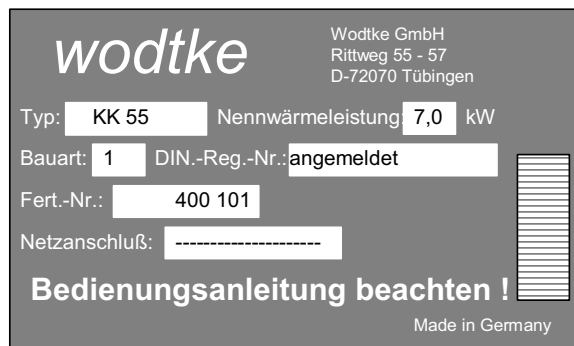 wodtke
Wodtke GmbH
Rittweg 55 - 57
D-72070 Tübingen
Typ: KK 55 Nennwärmeleistung: 7,0 kW
Bauart: 1 DIN.-Reg.-Nr.: angemeldet
Fert.-Nr.: 400 101
Netzanschluß: ---------------------
Bedienungsanleitung beachten !
Made in Germany